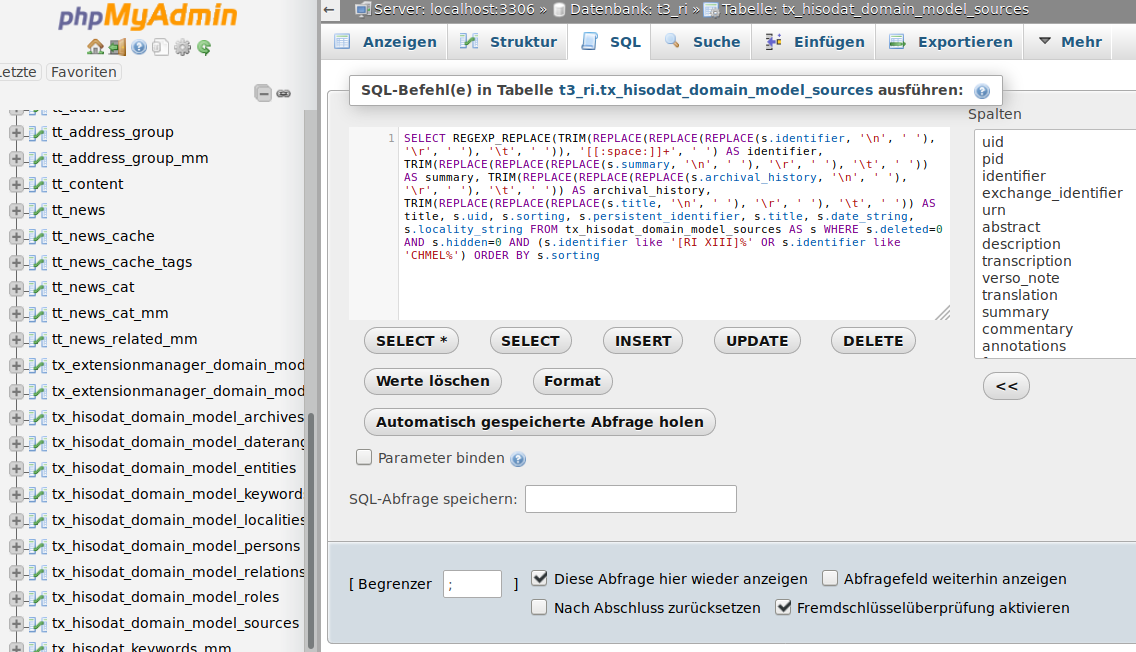 phpMyAdmin
Letzte Favoriten
tt_address
tt_address_group
tt_address_group_mm
tt_content
tt_news
tt_news_cache
tt_news_cache_tags
tt_news_cat
tt_news_cat_mm
tt_news_related_mm
tx_extensionmanager_domain_mod
tx_extensionmanager_domain_mod
tx_hisodat_domain_model_archives
tx_hisodat_domain_model_daterang
tx_hisodat_domain_model_entities
tx_hisodat_domain_model_keywords
tx_hisodat_domain_model_localities
tx_hisodat_domain_model_persons
tx_hisodat_domain_model_relations
tx_hisodat_domain_model_roles
tx_hisodat_domain_model_sources
tx_hisodat_keywords_mm
← Server: localhost:3306 » Datenbank: t3_ri » Tabelle: tx_hisodat_domain_model_sources
Anzeigen Struktur SQL Suche Einfügen Exportieren Mehr
SQL-Befehl(e) in Tabelle t3_ri.tx_hisodat_domain_model_sources ausführen:
1 SELECT REGEXP_REPLACE(TRIM(REPLACE(REPLACE(REPLACE(s.identifier, '\n', ' '),
'\r', ' '), '\t', ' ')), '[[:space:]]+', ' ') AS identifier,
TRIM(REPLACE(REPLACE(REPLACE(s.summary, '\n', ' '), '\r', ' '), '\t', ' '))
AS summary, TRIM(REPLACE(REPLACE(REPLACE(s.archival_history, '\n', ' '),
'\r', ' '), '\t', ' ')) AS archival_history,
TRIM(REPLACE(REPLACE(REPLACE(s.title, '\n', ' '), '\r', ' '), '\t', ' ')) AS
title, s.uid, s.sorting, s.persistent_identifier, s.title, s.date_string,
s.locality_string FROM tx_hisodat_domain_model_sources AS s WHERE s.deleted=0
AND s.hidden=0 AND (s.identifier like '[RI XIII]%' OR s.identifier like
'CHMEL%') ORDER BY s.sorting
Spalten
uid
pid
identifier
exchange_identifier
urn
abstract
description
transcription
verso_note
translation
summary
commentary
annotations
<<
SELECT * SELECT INSERT UPDATE DELETE
Werte löschen Format
Automatisch gespeicherte Abfrage holen
Parameter binden
SQL-Abfrage speichern:
[ Begrenzer ; ] Diese Abfrage hier wieder anzeigen Abfragefeld weiterhin anzeigen
Nach Abschluss zurücksetzen Fremdschlüsselüberprüfung aktivieren